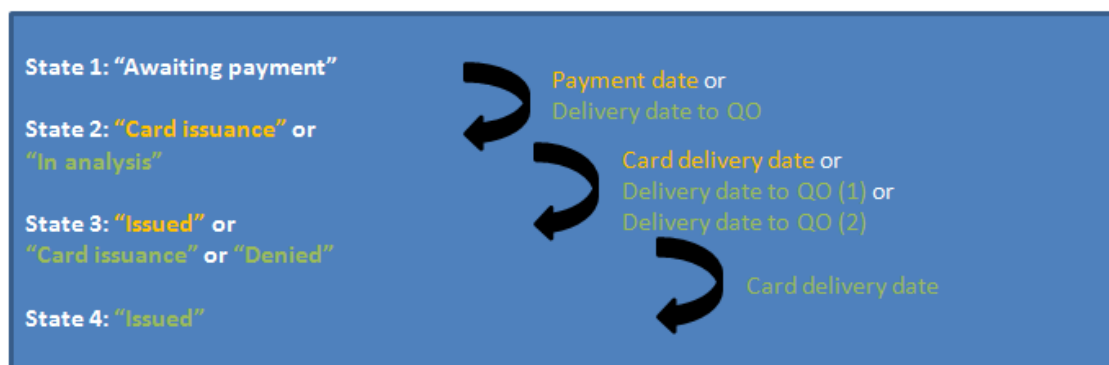 State 1: “Awaiting payment”
Payment date or
Delivery date to QO
State 2: “Card issuance” or
“In analysis”
Card delivery date or
Delivery date to QO (1) or
Delivery date to QO (2)
State 3: “Issued” or
“Card issuance” or “Denied”
Card delivery date
State 4: “Issued”